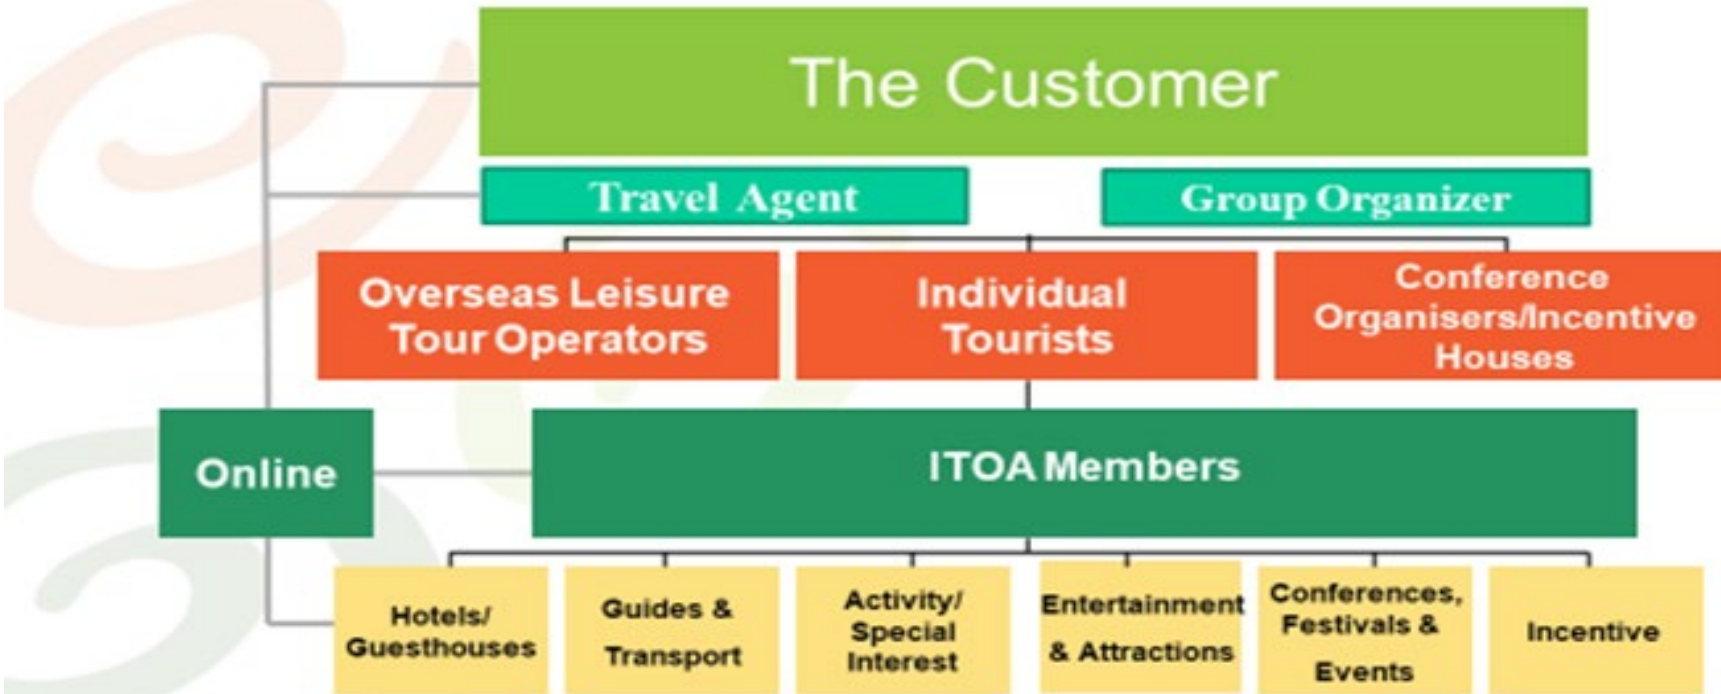 The Customer
Travel Agent
Group Organizer
Overseas Leisure
Tour Operators
Individual
Tourists
Conference
Organisers/Incentive
Houses
Online
ITOA Members
Hotels/
Guesthouses
Guides &
Transport
Activity/
Special
Interest
Entertainment
& Attractions
Conferences,
Festivals &
Events
Incentive